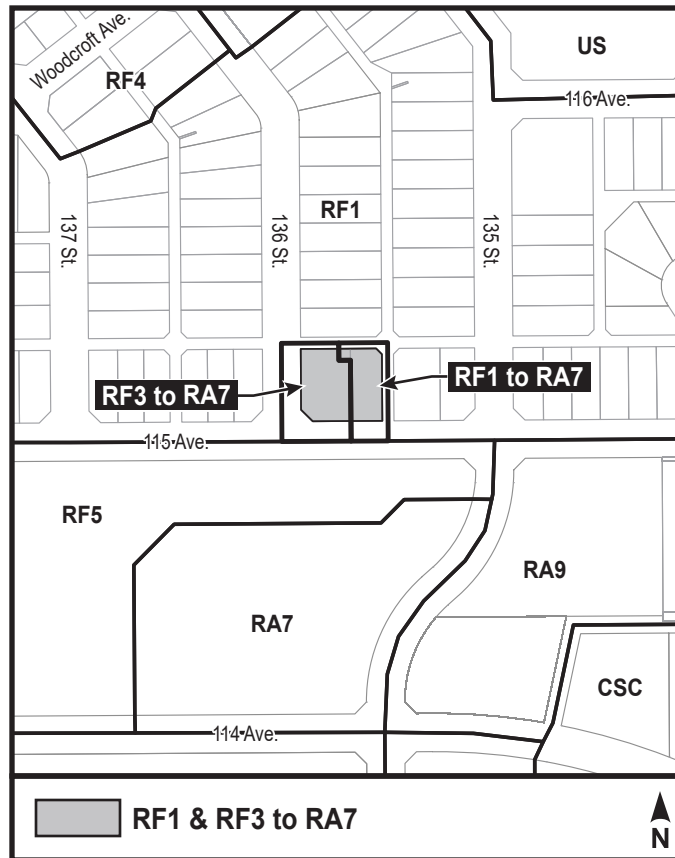 Woodcroft Ave.
RF4
US
116 Ave.
RF1
137 St.
136 St.
135 St.
RF3 to RA7
RF1 to RA7
115 Ave.
RF5
RA9
RA7
CSC
114 Ave.
RF1 & RF3 to RA7
N